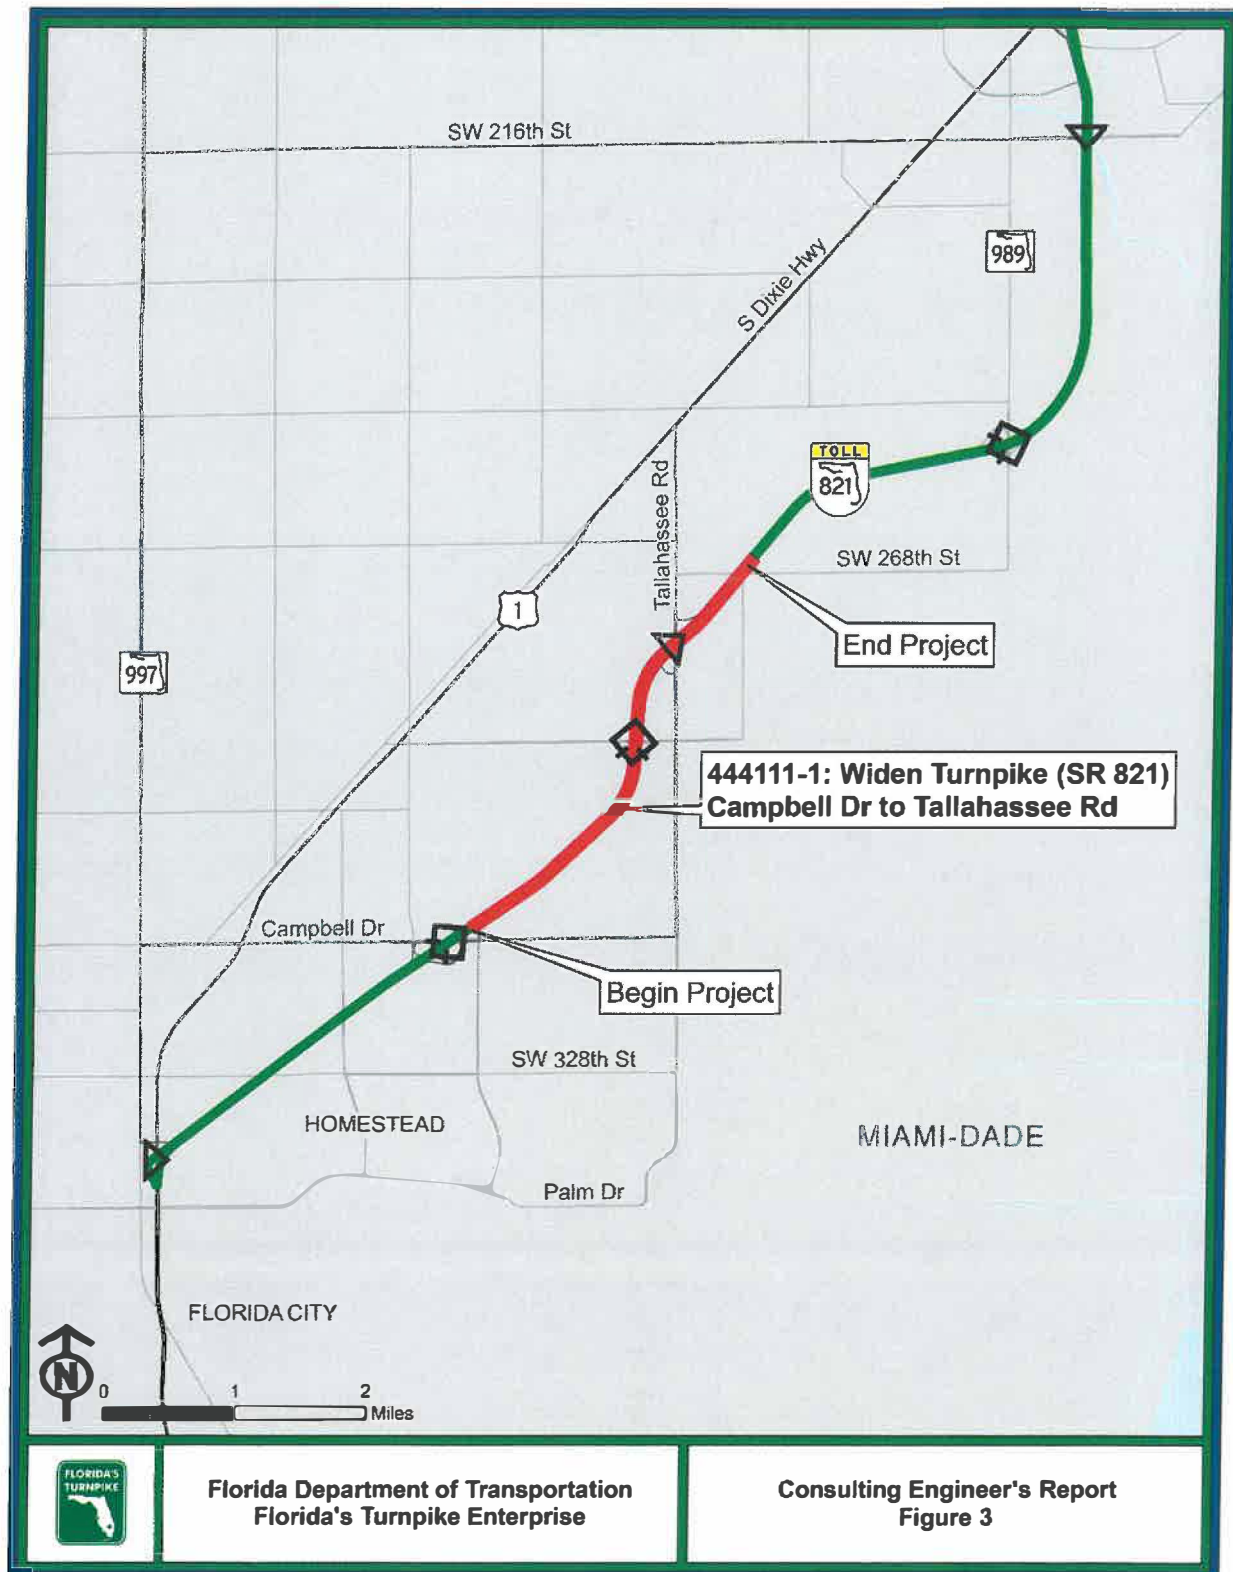 SW 216th St
989
S Dixie Hwy
TOLL
821
Tallahassee Rd
SW 268th St
1
End Project
997
444111-1: Widen Turnpike (SR 821)
Campbell Dr to Tallahassee Rd
Campbell Dr
Begin Project
SW 328th St
HOMESTEAD
MIAMI-DADE
Palm Dr
FLORIDA CITY
N
0 1 2
Miles
FLORIDA'S
TURNPIKE
Florida Department of Transportation
Florida's Turnpike Enterprise
Consulting Engineer's Report
Figure 3